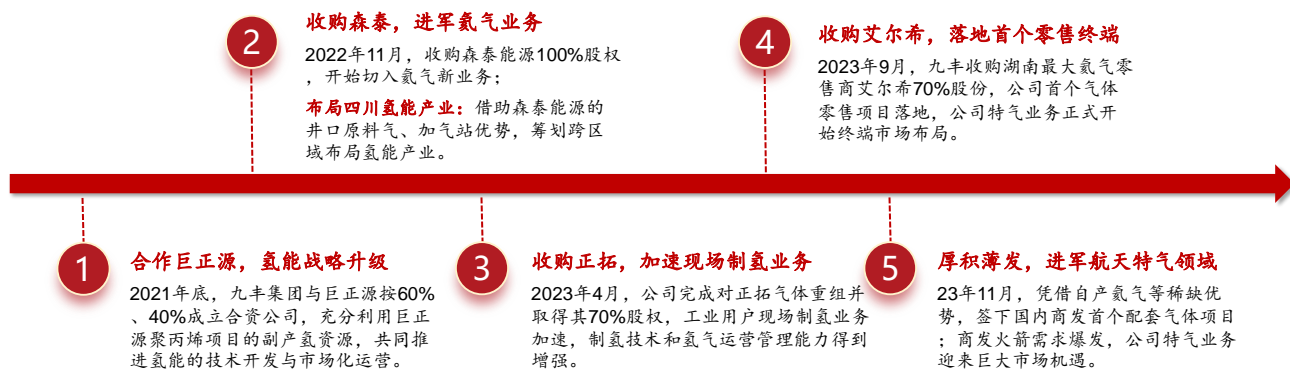 2
收购森泰，进军氦气业务
2022年11月，收购森泰能源100%股权
，开始切入氦气新业务；
布局四川氢能产业：借助森泰能源的
井口原料气、加气站优势，筹划跨区
域布局氢能产业。
4
收购艾尔希，落地首个零售终端
2023年9月，九丰收购湖南最大氦气零
售商艾尔希70%股份，公司首个气体
零售项目落地，公司特气业务正式开
始终端市场布局。
1
合作巨正源，氢能战略升级
2021年底，九丰集团与巨正源按60%
、40%成立合资公司，充分利用巨正
源聚丙烯项目的副产氢资源，共同推
进氢能的技术开发与市场化运营。
3
收购正拓，加速现场制氢业务
2023年4月，公司完成对正拓气体重组并
取得其70%股权，工业用户现场制氢业务
加速，制氢技术和氢气运营管理能力得到
增强。
5
厚积薄发，进军航天特气领域
23年11月，凭借自产氦气等稀缺优
势，签下国内商发首个配套气体项目
；商发火箭需求爆发，公司特气业务
迎来巨大市场机遇。